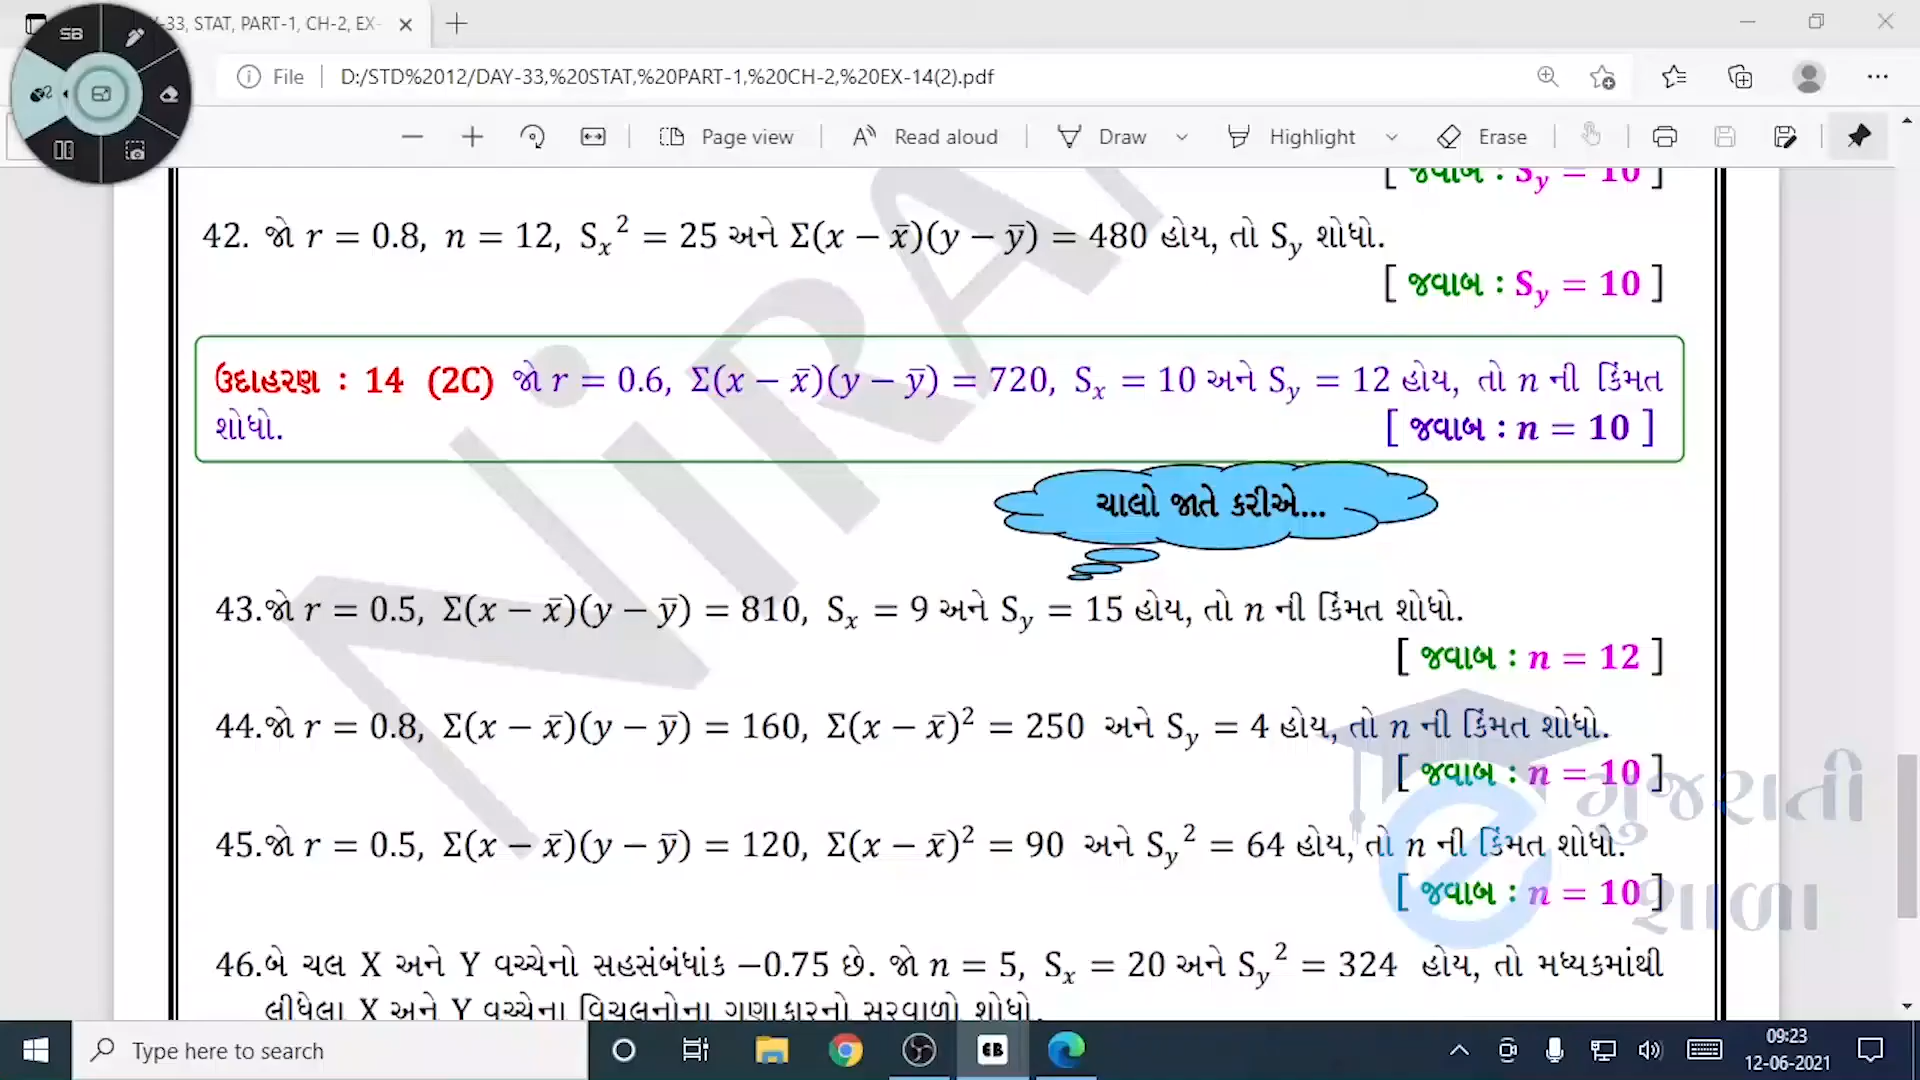 -33, STAT, PART-1, CH-2, EX-
SB
File D:/STD%2012/DAY-33,%20STAT,%20PART-1,%20CH-2,%20EX-14(2).pdf
Page view Read aloud Draw Highlight Erase
[ જવાબ : Sy = 10 ]
42. જો r = 0.8, n = 12, Sx² = 25 અને Σ(x − x̄)(y − ȳ) = 480 હોય, તો Sy શોધો.
[ જવાબ : Sy = 10 ]
ઉદાહરણ : 14 (2C) જો r = 0.6, Σ(x − x̄)(y − ȳ) = 720, Sx = 10 અને Sy = 12 હોય, તો n ની કિંમત
શોધો. [ જવાબ : n = 10 ]
ચાલો જાતે કરીએ...
43.જો r = 0.5, Σ(x − x̄)(y − ȳ) = 810, Sx = 9 અને Sy = 15 હોય, તો n ની કિંમત શોધો.
[ જવાબ : n = 12 ]
44.જો r = 0.8, Σ(x − x̄)(y − ȳ) = 160, Σ(x − x̄)² = 250 અને Sy = 4 હોય, તો n ની કિંમત શોધો.
[ જવાબ : n = 10 ]
45.જો r = 0.5, Σ(x − x̄)(y − ȳ) = 120, Σ(x − x̄)² = 90 અને Sy² = 64 હોય, તો n ની કિંમત શોધો.
[ જવાબ : n = 10 ]
ગુજરાતી
શાળા
46.બે ચલ X અને Y વચ્ચેનો સહસંબંધાંક −0.75 છે. જો n = 5, Sx = 20 અને Sy² = 324 હોય, તો મધ્યકમાંથી
લીધેલા X અને Y વચ્ચેના વિચલનોના ગુણાકારનો સરવાળો શોધો.
Type here to search
09:23
12-06-2021